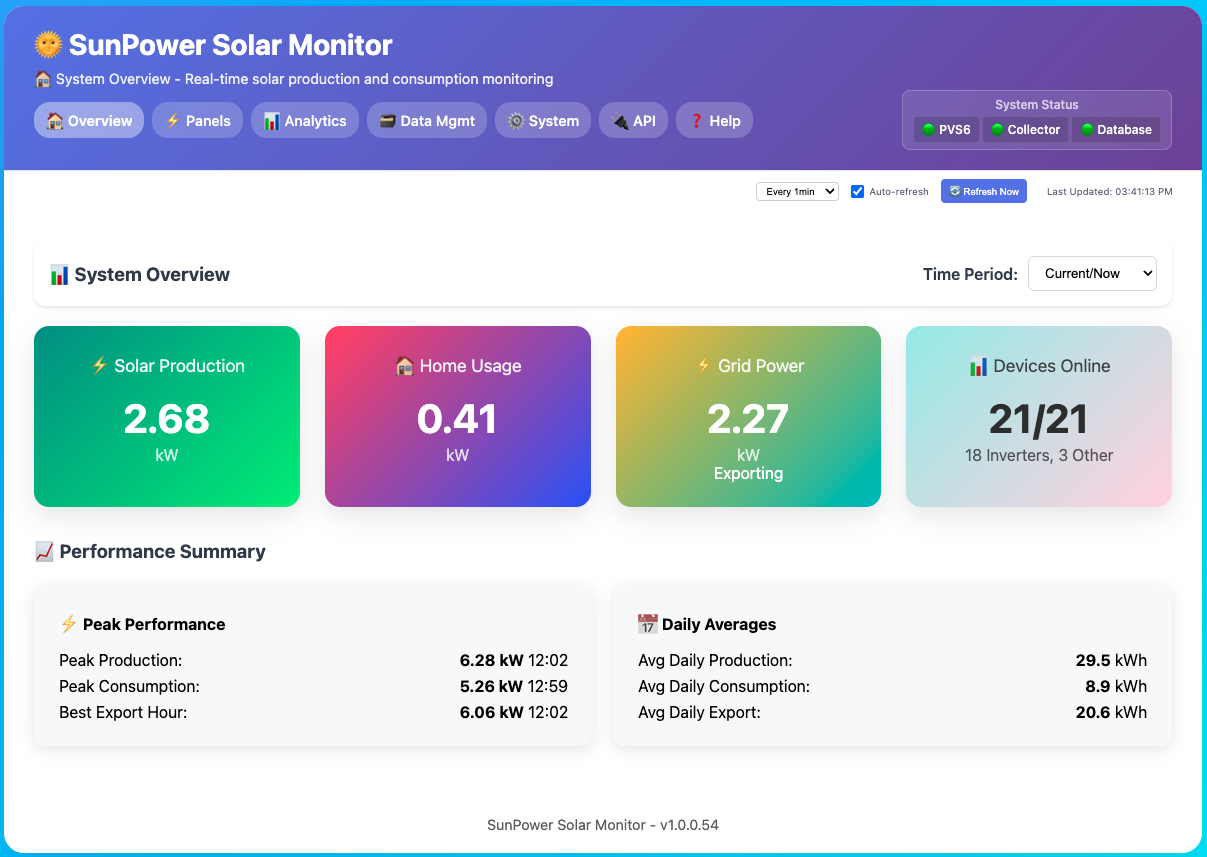 🌞 SunPower Solar Monitor
🏠 System Overview - Real-time solar production and consumption monitoring
🏠 Overview ⚡ Panels 📊 Analytics 🗃️ Data Mgmt ⚙️ System 🔌 API ❓ Help
System Status
🟢 PVS6 🟢 Collector 🟢 Database
Every 1min Auto-refresh 🔄 Refresh Now Last Updated: 03:41:13 PM
📊 System Overview
Time Period: Current/Now
⚡ Solar Production
2.68
kW
🏠 Home Usage
0.41
kW
⚡ Grid Power
2.27
kW
Exporting
📊 Devices Online
21/21
18 Inverters, 3 Other
📈 Performance Summary
⚡ Peak Performance
Peak Production: 6.28 kW 12:02
Peak Consumption: 5.26 kW 12:59
Best Export Hour: 6.06 kW 12:02
📅 Daily Averages
Avg Daily Production: 29.5 kWh
Avg Daily Consumption: 8.9 kWh
Avg Daily Export: 20.6 kWh
SunPower Solar Monitor - v1.0.0.54